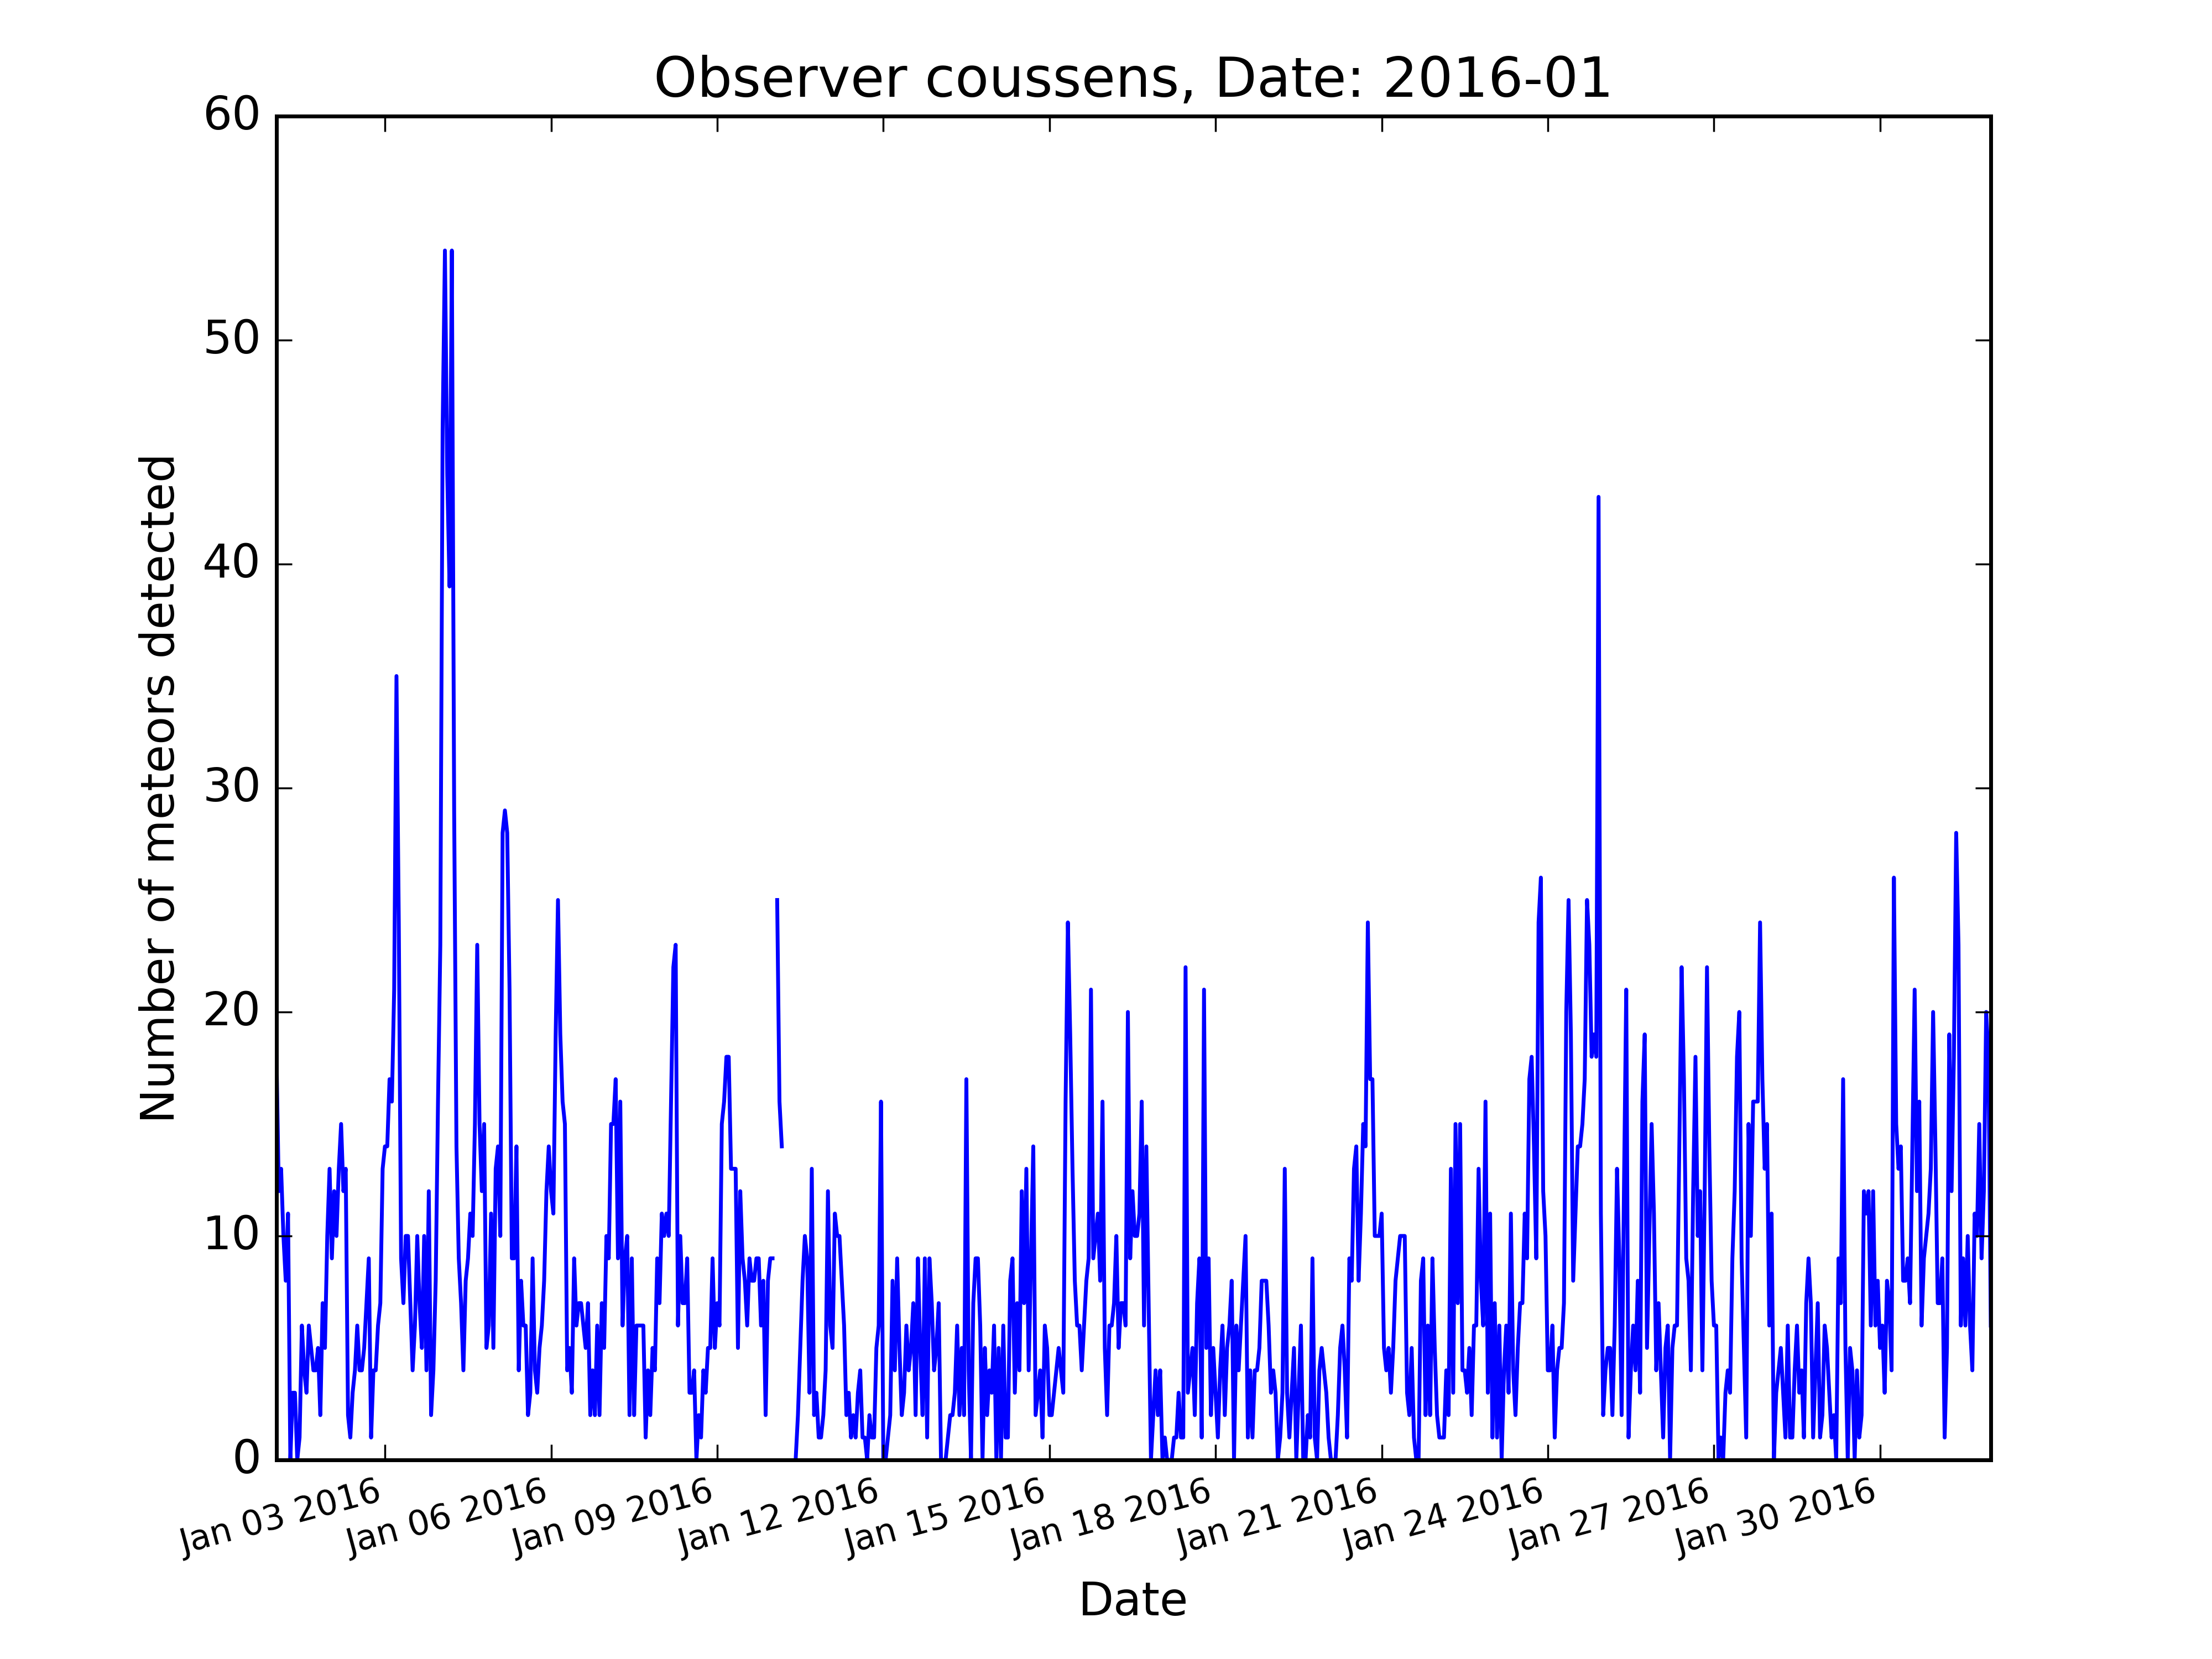 Observer coussens, Date: 2016-01
60
50
40
30
20
10
0
Number of meteors detected
Jan 03 2016
Jan 06 2016
Jan 09 2016
Jan 12 2016
Jan 15 2016
Jan 18 2016
Jan 21 2016
Jan 24 2016
Jan 27 2016
Jan 30 2016
Date